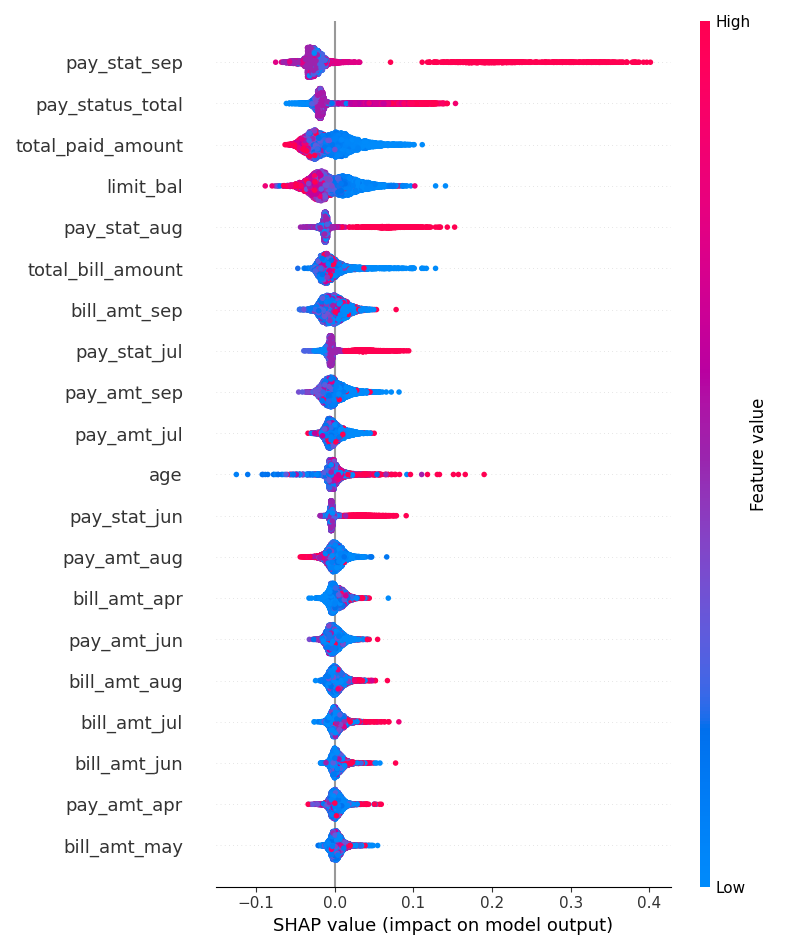 High
pay_stat_sep
pay_status_total
total_paid_amount
limit_bal
pay_stat_aug
total_bill_amount
bill_amt_sep
pay_stat_jul
pay_amt_sep
pay_amt_jul
age
pay_stat_jun
pay_amt_aug
bill_amt_apr
pay_amt_jun
bill_amt_aug
bill_amt_jul
bill_amt_jun
pay_amt_apr
bill_amt_may
Feature value
Low
−0.1 0.0 0.1 0.2 0.3 0.4
SHAP value (impact on model output)